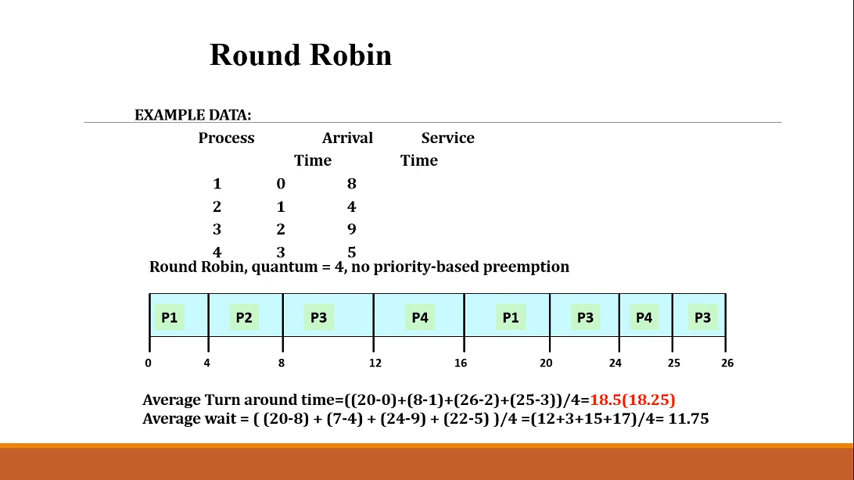 Round Robin
EXAMPLE DATA:
Process Arrival Service
Time Time
1 0 8
2 1 4
3 2 9
4 3 5
Round Robin, quantum = 4, no priority-based preemption
P1 P2 P3 P4 P1 P3 P4 P3
0 4 8 12 16 20 24 25 26
Average Turn around time=((20-0)+(8-1)+(26-2)+(25-3))/4=18.5(18.25)
Average wait = ( (20-8) + (7-4) + (24-9) + (22-5) )/4 =(12+3+15+17)/4= 11.75